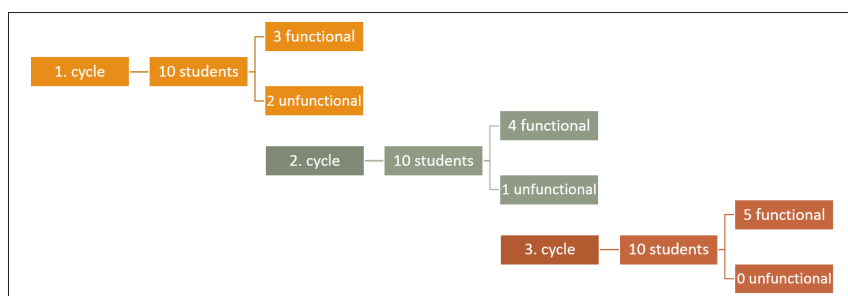 3 functional
1. cycle
10 students
2 unfunctional
4 functional
2. cycle
10 students
1 unfunctional
5 functional
3. cycle
10 students
0 unfunctional